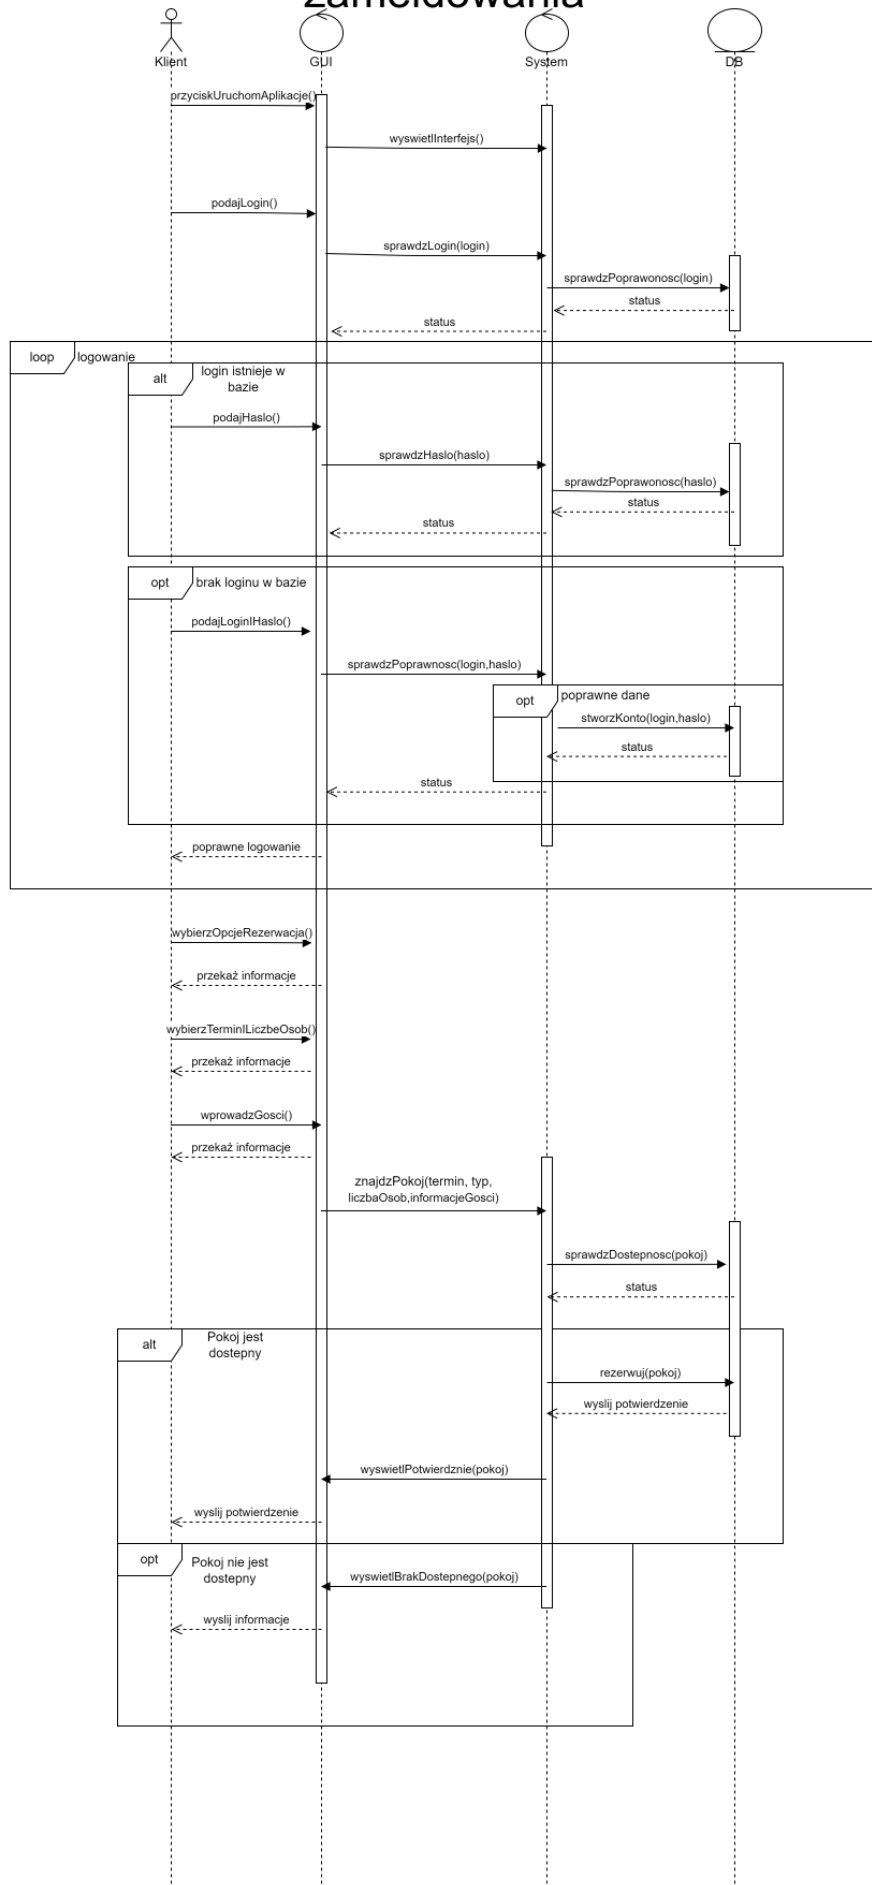 zameldowania
Klient
GUI
System
DB
przyciskUruchomAplikacje()
wyswietlInterfejs()
podajLogin()
sprawdzLogin(login)
sprawdzPoprawonosc(login)
status
status
loop
logowanie
alt
login istnieje w
bazie
podajHaslo()
sprawdzHaslo(haslo)
sprawdzPoprawonosc(haslo)
status
status
opt
brak loginu w bazie
podajLoginIHaslo()
sprawdzPoprawnosc(login,haslo)
opt
poprawne dane
stworzKonto(login,haslo)
status
status
poprawne logowanie
wybierzOpcjeRezerwacja()
przekaż informacje
wybierzTerminILiczbeOsob()
przekaż informacje
wprowadzGosci()
przekaż informacje
znajdzPokoj(termin, typ,
liczbaOsob,informacjeGosci)
sprawdzDostepnosc(pokoj)
status
alt
Pokoj jest
dostepny
rezerwuj(pokoj)
wyslij potwierdzenie
wyswietlPotwierdznie(pokoj)
wyslij potwierdzenie
opt
Pokoj nie jest
dostepny
wyswietlBrakDostepnego(pokoj)
wyslij informacje